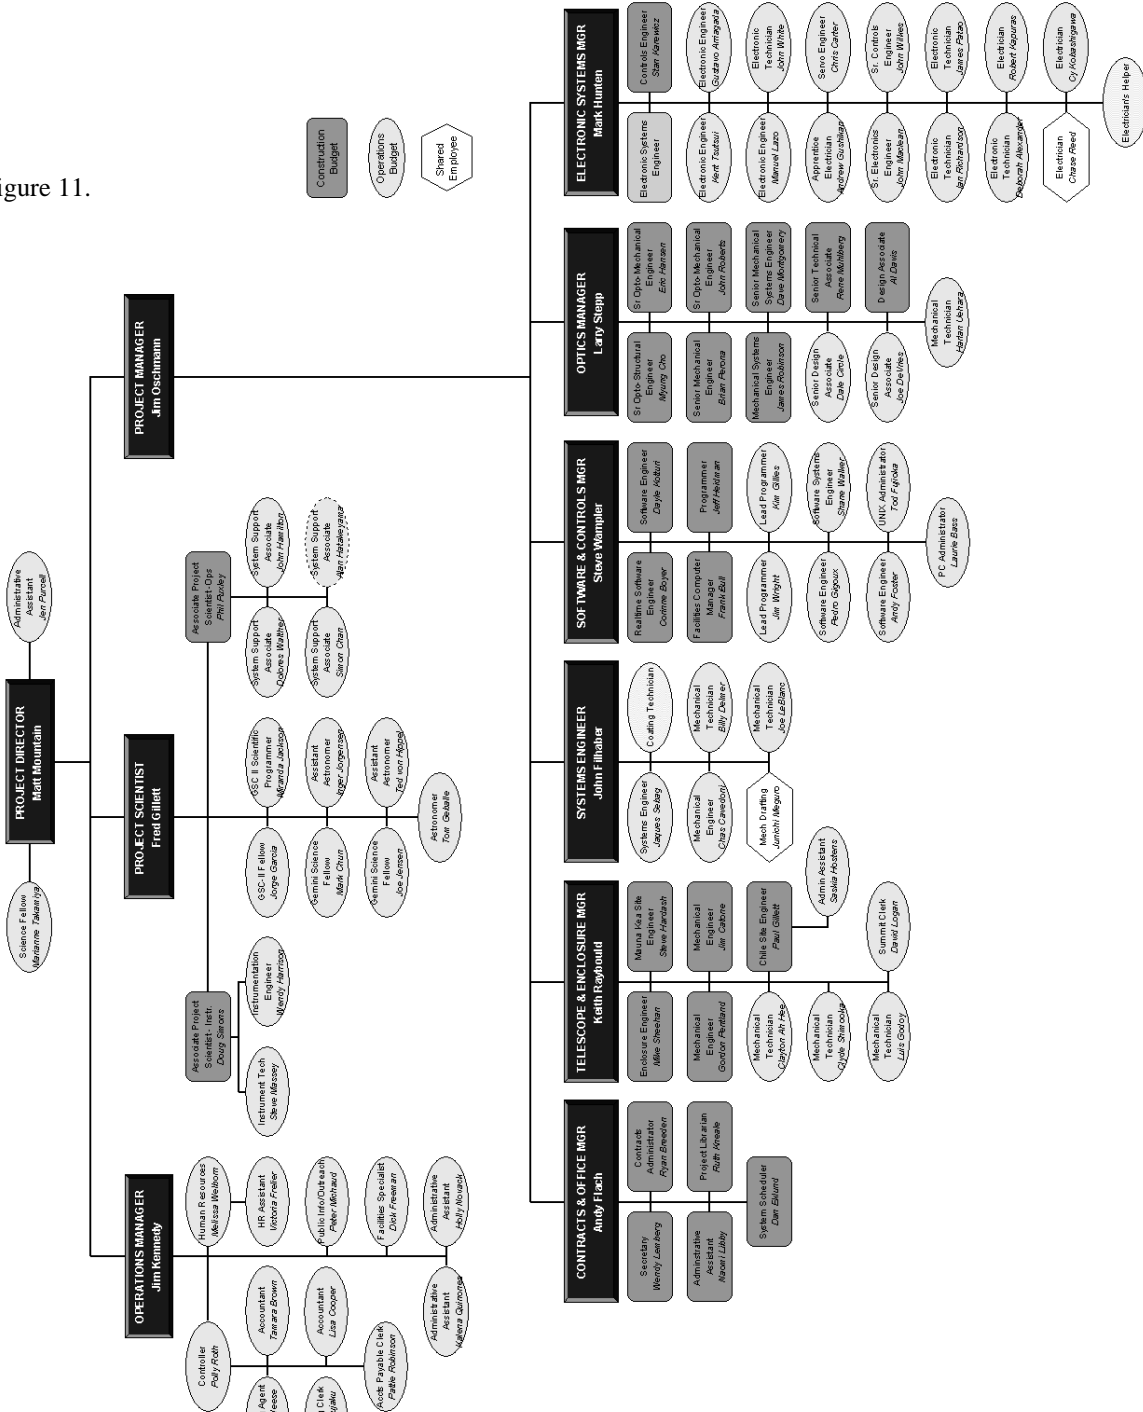 igure 11.
Construction
Budget
Operations
Budget
Shared
Employee
PROJECT DIRECTOR
Matt Mountain
Science Fellow
Marianne Takamiya
Administrative
Assistant
Jen Purcell
OPERATIONS MANAGER
Jim Kennedy
PROJECT SCIENTIST
Fred Gillett
PROJECT MANAGER
Jim Oschmann
Controller
Polly Roth
Human Resources
Melissa Welborn
HR Assistant
Victoria Frelier
Agent
Accountant
Tamara Brown
Clerk
Accountant
Lisa Cooper
Public Info/Outreach
Peter Michaud
Accts Payable Clerk
Pattie Robinson
Facilities Specialist
Dick Freeman
Administrative
Assistant
Kalena Quinones
Administrative
Assistant
Holly Novack
Associate Project
Scientist- Instr.
Doug Simons
Instrument Tech
Steve Massey
Instrumentation
Engineer
Wendy Harrison
Associate Project
Scientist-Ops
Phil Puxley
GSC-II Fellow
Jorge Garcia
GSC II Scientific
Programmer
Miranda Jackson
Gemini Science
Fellow
Mark Chun
Assistant
Astronomer
Inger Jorgensen
Gemini Science
Fellow
Joe Jensen
Assistant
Astronomer
Ted von Hippel
Astronomer
Tom Geballe
System Support
Associate
Dolores Walther
System Support
Associate
John Hamilton
System Support
Associate
Simon Chan
System Support
Associate
Alan Hatakeyama
CONTRACTS & OFFICE MGR
Andy Flach
Secretary
Wendy Lemberg
Contracts
Administrator
Ryan Breeden
Adminstrative
Assistant
Naomi Libby
Project Librarian
Ruth Kneale
System Scheduler
Dan Eklund
TELESCOPE & ENCLOSURE MGR
Keith Raybould
Enclosure Engineer
Mike Sheehan
Mauna Kea Site
Engineer
Steve Hardash
Mechanical
Engineer
Gordon Pentland
Mechanical
Engineer
Jim Catone
Mechanical
Technician
Clayton Ah Hee
Chile Site Engineer
Paul Gillett
Admin Assistant
Saskia Hostens
Mechanical
Technician
Clyde Shimooka
Mechanical
Technician
Luis Godoy
Summit Clerk
David Logan
SYSTEMS ENGINEER
John Filhaber
Systems Engineer
Jaques Sebag
Coating Technician
Mechanical
Engineer
Chas Cavedoni
Mechanical
Technician
Billy Delmer
Mech Drafting
Junichi Meguro
Mechanical
Technician
Joe LeBlanc
SOFTWARE & CONTROLS MGR
Steve Wampler
Realtime Software
Engineer
Corinne Boyer
Software Engineer
Dayle Kotturi
Facilities Computer
Manager
Frank Bull
Programmer
Jeff Heidman
Lead Programmer
Jim Wright
Lead Programmer
Kim Gillies
Software Engineer
Pedro Gigoux
Software Systems
Engineer
Shane Walker
Software Engineer
Andy Foster
UNIX Administrator
Tod Fujioka
PC Administrator
Laurie Bass
OPTICS MANAGER
Larry Stepp
Sr Opto-Structural
Engineer
Myung Cho
Sr Opto-Mechanical
Engineer
Eric Hansen
Senior Mechanical
Engineer
Brian Perona
Sr Opto-Mechanical
Engineer
John Roberts
Mechanical Systems
Engineer
James Robinson
Senior Mechanical
Systems Engineer
Dave Montgomery
Senior Design
Associate
Dale Circle
Senior Technical
Associate
Rene Muhlberg
Senior Design
Associate
Joe DeVries
Design Associate
Al Davis
Mechanical
Technician
Harlan Uehara
ELECTRONIC SYSTEMS MGR
Mark Hunten
Electronic Systems
Engineer
Controls Engineer
Stan Karewicz
Electronic Engineer
Kent Tsutsui
Electronic Engineer
Gustavo Arriagada
Electronic Engineer
Manuel Lazo
Electronic
Technician
John White
Apprentice
Electrician
Andrew Gushiken
Servo Engineer
Chris Carter
Sr. Electronics
Engineer
John Maclean
Sr. Controls
Engineer
John Wilkes
Electronic
Technician
Ian Richardson
Electronic
Technician
James Patao
Electronic
Technician
Deborah Alexander
Electrician
Robert Kapuras
Electrician
Chase Reed
Electrician
Cy Kobashigawa
Electrician's Helper